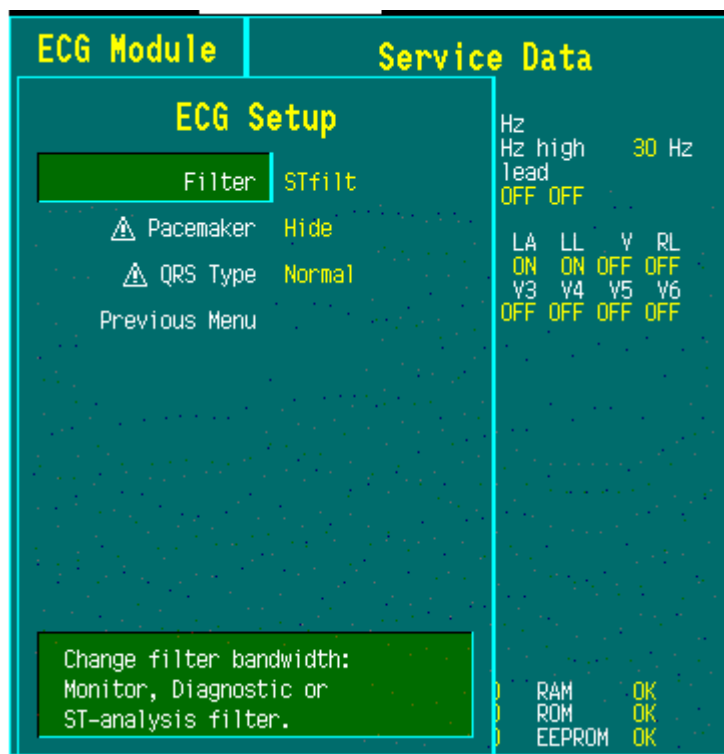 ECG Module
Service Data
ECG Setup
Filter STfilt
⚠ Pacemaker Hide
⚠ QRS Type Normal
Previous Menu
Change filter bandwidth:
Monitor, Diagnostic or
ST-analysis filter.
Hz
Hz high 30 Hz
lead
OFF OFF
LA LL V RL
ON ON OFF OFF
V3 V4 V5 V6
OFF OFF OFF OFF
RAM OK
ROM OK
EEPROM OK